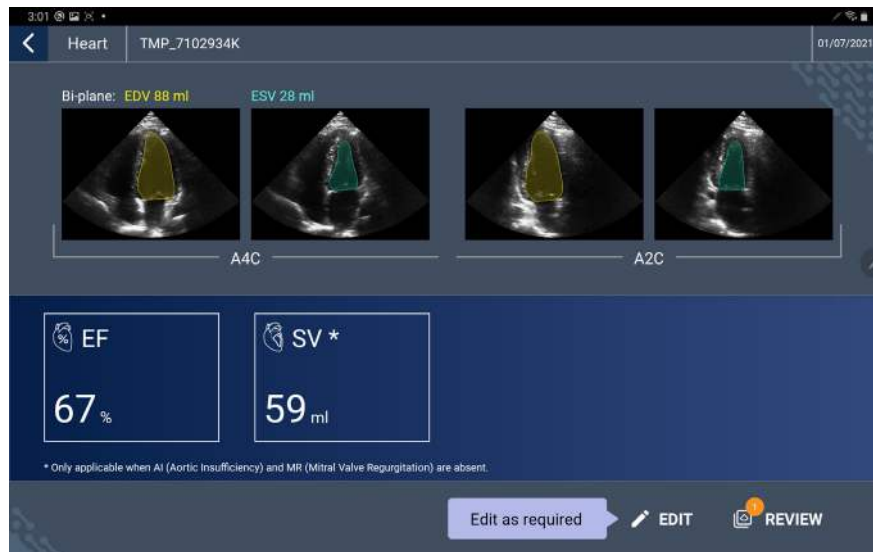 3:01
Heart TMP_7102934K 01/07/2021
Bi-plane: EDV 88 ml ESV 28 ml
A4C A2C
% EF SV *
67 % 59 ml
* Only applicable when AI (Aortic Insufficiency) and MR (Mitral Valve Regurgitation) are absent.
Edit as required EDIT 1 REVIEW